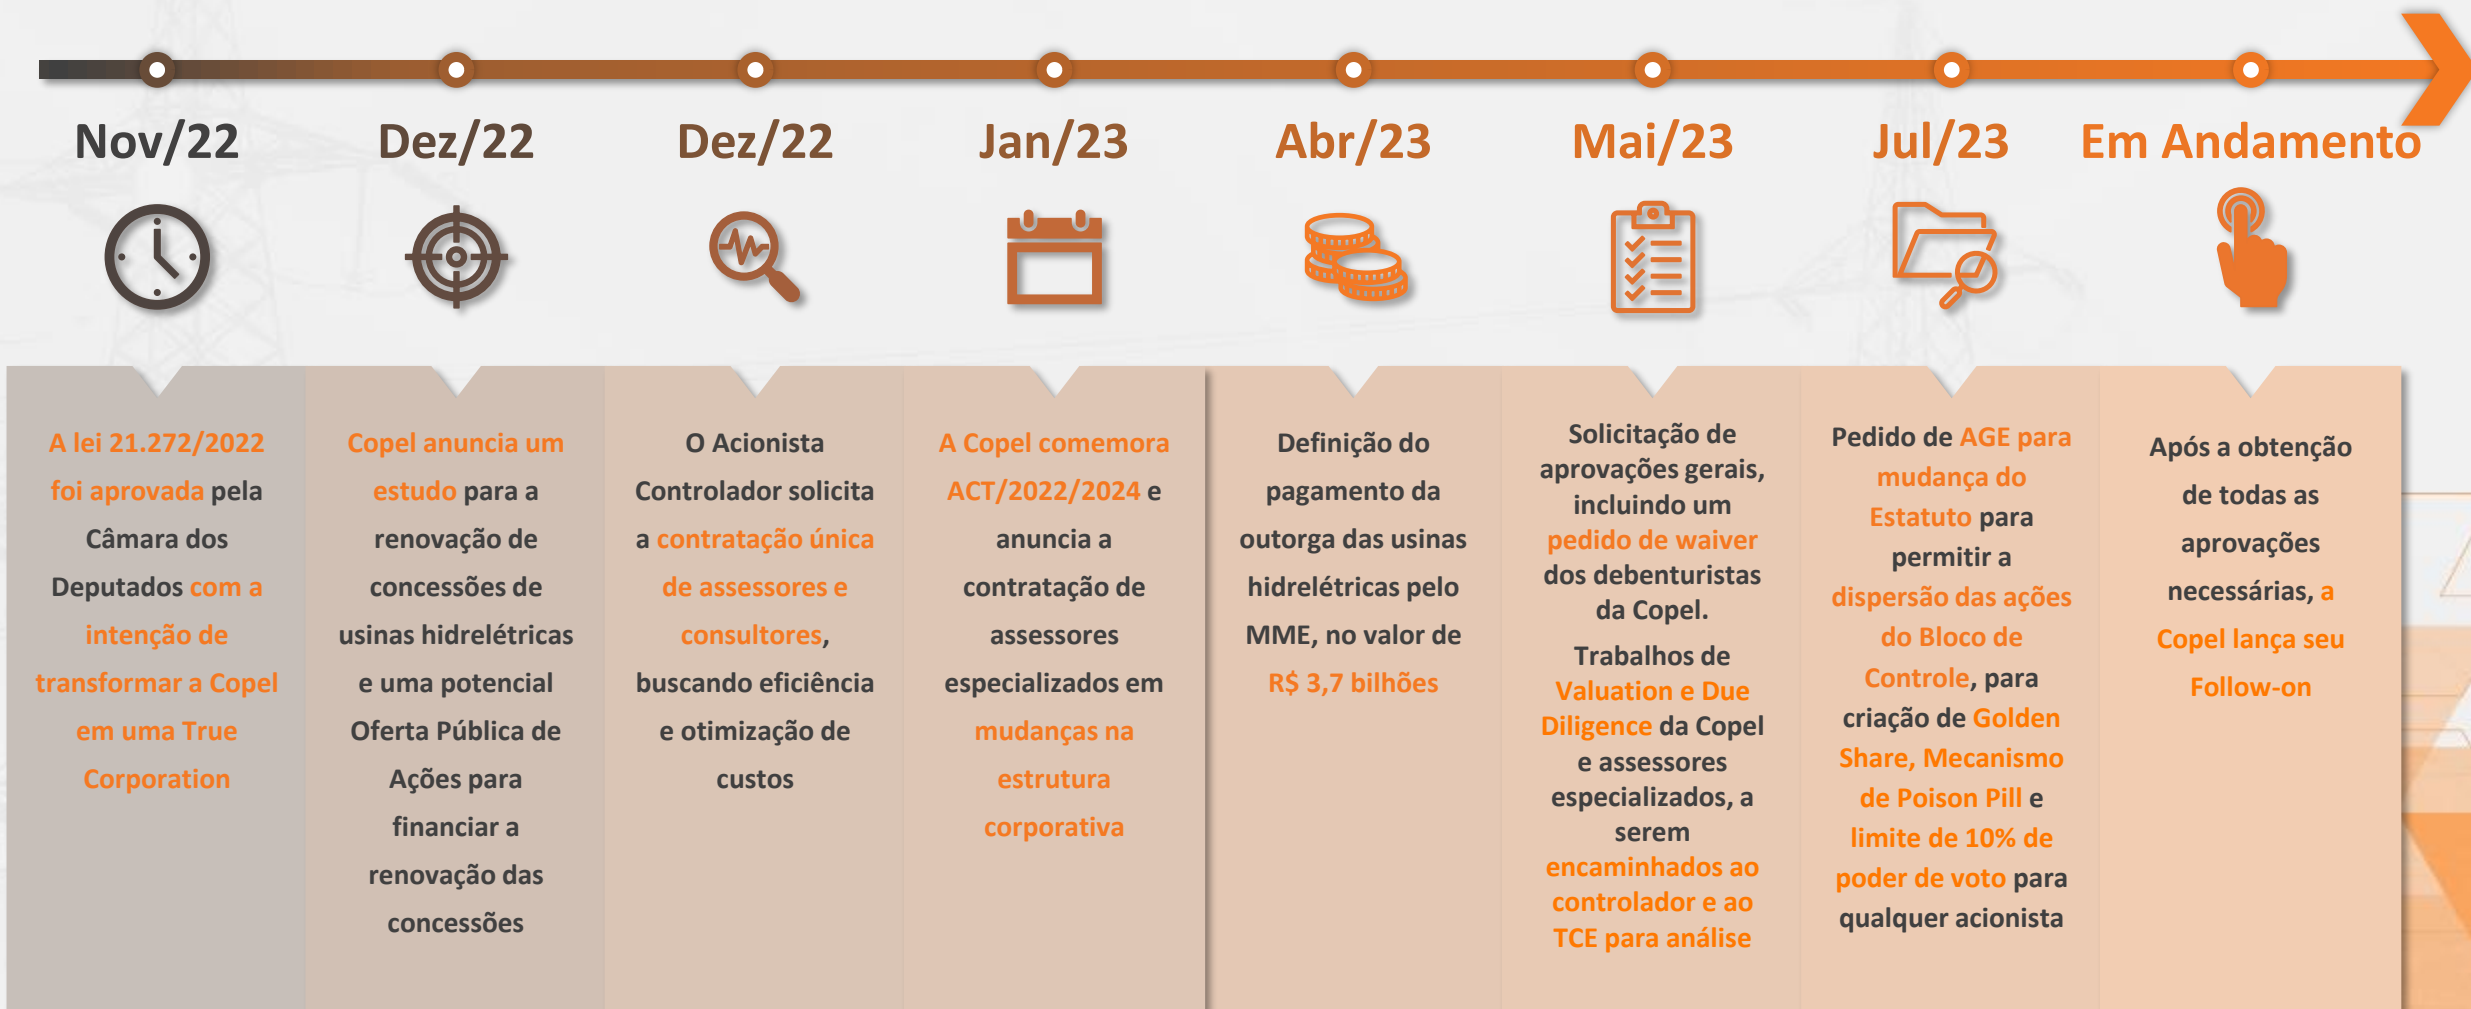 Nov/22
Dez/22
Dez/22
Jan/23
Abr/23
Mai/23
Jul/23
Em Andamento
A lei 21.272/2022
foi aprovada pela
Câmara dos
Deputados com a
intenção de
transformar a Copel
em uma True
Corporation
Copel anuncia um
estudo para a
renovação de
concessões de
usinas hidrelétricas
e uma potencial
Oferta Pública de
Ações para
financiar a
renovação das
concessões
O Acionista
Controlador solicita
a contratação única
de assessores e
consultores,
buscando eficiência
e otimização de
custos
A Copel comemora
ACT/2022/2024 e
anuncia a
contratação de
assessores
especializados em
mudanças na
estrutura
corporativa
Definição do
pagamento da
outorga das usinas
hidrelétricas pelo
MME, no valor de
R$ 3,7 bilhões
Solicitação de
aprovações gerais,
incluindo um
pedido de waiver
dos debenturistas
da Copel.
Trabalhos de
Valuation e Due
Diligence da Copel
e assessores
especializados, a
serem
encaminhados ao
controlador e ao
TCE para análise
Pedido de AGE para
mudança do
Estatuto para
permitir a
dispersão das ações
do Bloco de
Controle, para
criação de Golden
Share, Mecanismo
de Poison Pill e
limite de 10% de
poder de voto para
qualquer acionista
Após a obtenção
de todas as
aprovações
necessárias, a
Copel lança seu
Follow-on